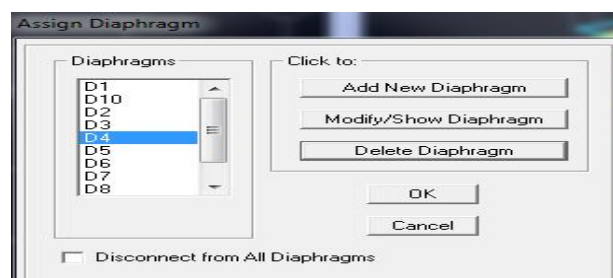 Assign Diaphragm
Diaphragms
D1
D10
D2
D3
D4
D5
D6
D7
D8
Click to:
Add New Diaphragm
Modify/Show Diaphragm
Delete Diaphragm
OK
Cancel
Disconnect from All Diaphragms